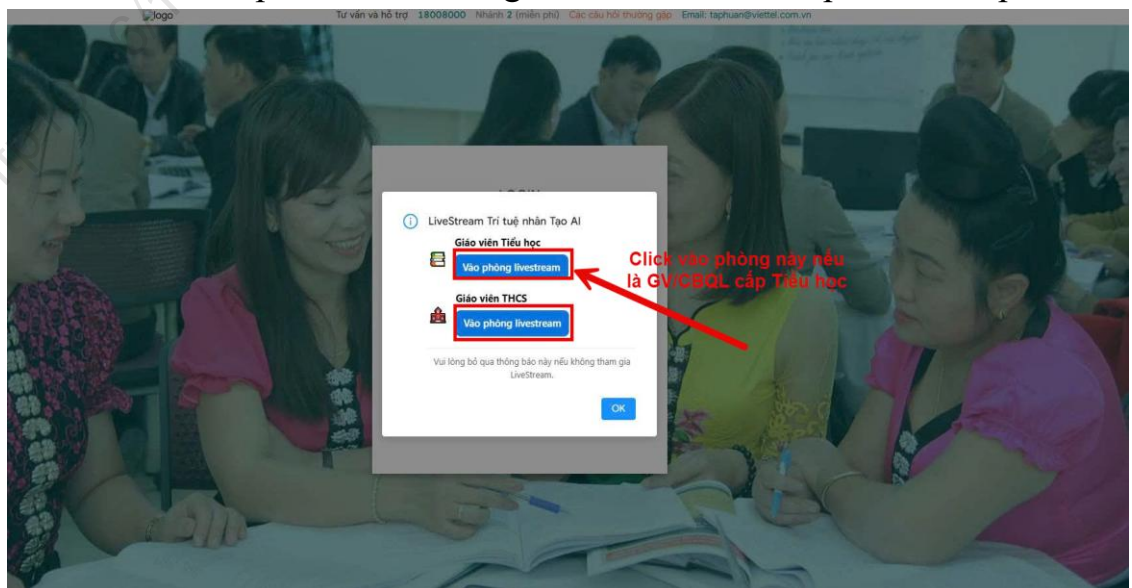 logo Tư vấn và hỗ trợ 18008000 Nhánh 2 (miễn phí) Các câu hỏi thường gặp Email: taphuan@viettel.com.vn
LOGIN
LiveStream Trí tuệ nhân Tạo AI
Giáo viên Tiểu học
Vào phòng livestream
Click vào phòng này nếu
là GV/CBQL cấp Tiểu học
Giáo viên THCS
Vào phòng livestream
Vui lòng bỏ qua thông báo này nếu không tham gia
LiveStream.
OK